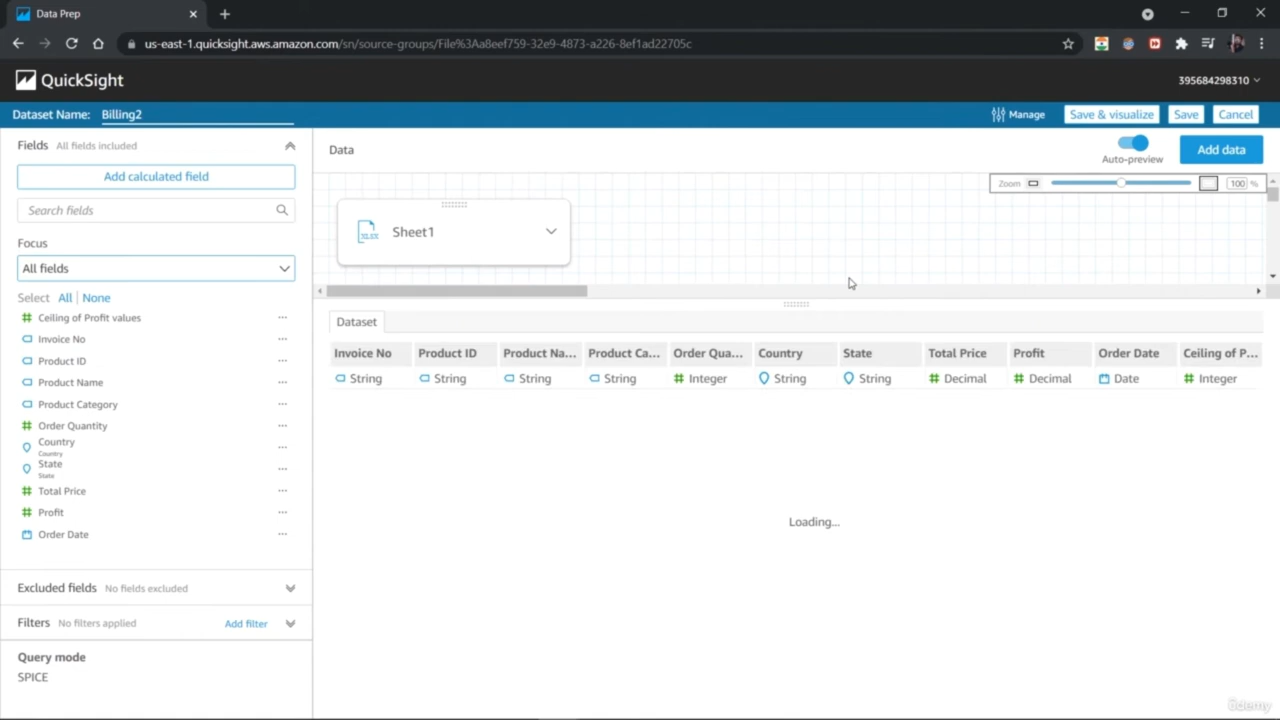 Data Prep
us-east-1.quicksight.aws.amazon.com/sn/source-groups/File%3Aa8eef759-32e9-4873-a226-8ef1ad22705c
QuickSight
395684298310
Dataset Name: Billing2
Manage Save & visualize Save Cancel
Fields All fields included
Data
Auto-preview
Add data
Add calculated field
Zoom 100 %
Search fields
Sheet1
Focus
All fields
Select All | None
Ceiling of Profit values
Invoice No
Product ID
Product Name
Product Category
Order Quantity
Country
Country
State
State
Total Price
Profit
Order Date
Dataset
Invoice No Product ID Product Na... Product Ca... Order Qua... Country State Total Price Profit Order Date Ceiling of P...
String String String String Integer String String Decimal Decimal Date Integer
Loading...
Excluded fields No fields excluded
Filters No filters applied Add filter
Query mode
SPICE
ûdemy